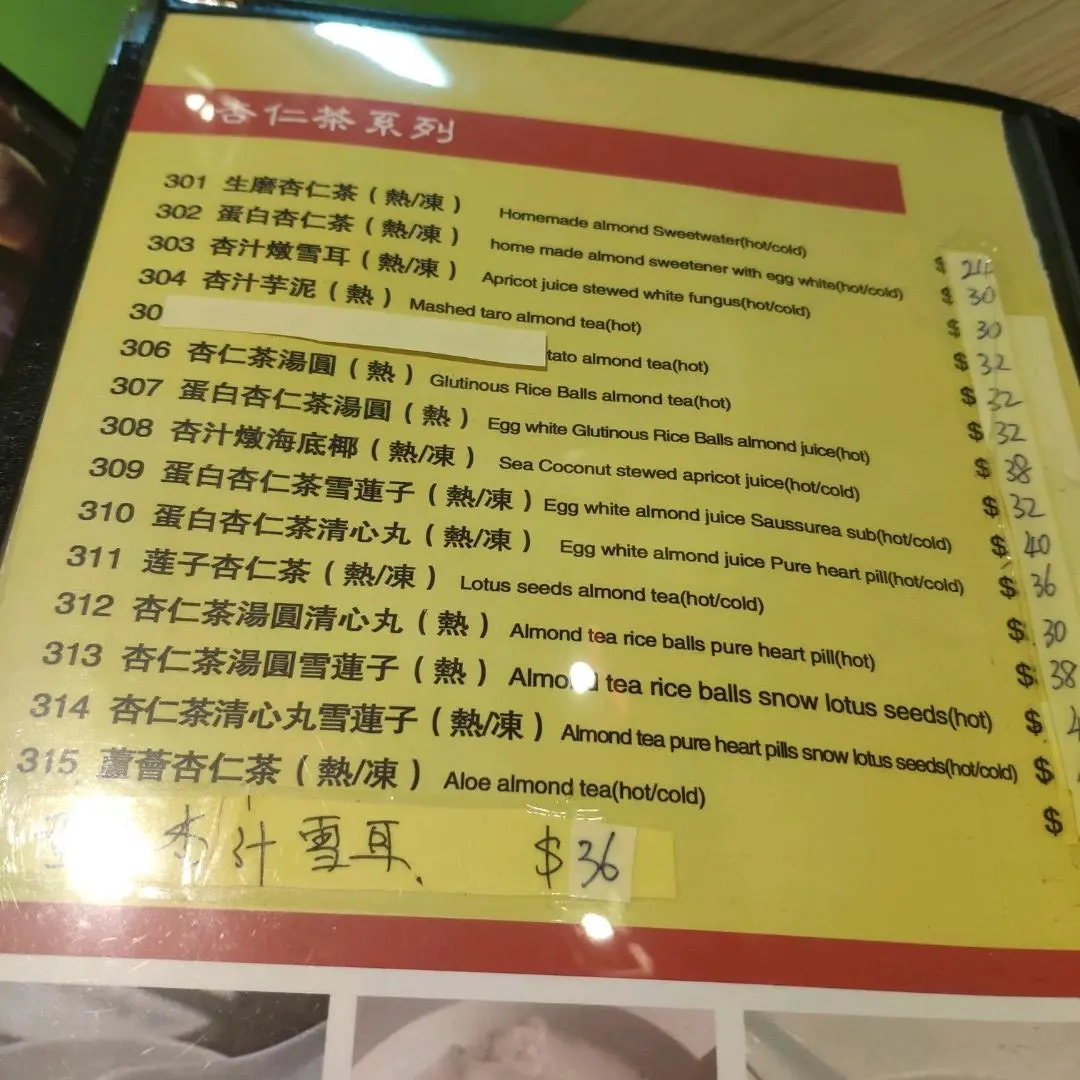 杏仁茶系列
301 生磨杏仁茶(熱/凍) Homemade almond Sweetwater(hot/cold) $ 24
302 蛋白杏仁茶(熱/凍) home made almond sweetener with egg white(hot/cold) $ 30
303 杏汁燉雪耳(熱/凍) Apricot juice stewed white fungus(hot/cold) $ 30
304 杏汁芋泥(熱) Mashed taro almond tea(hot) $ 32
30 tato almond tea(hot) $ 32
306 杏仁茶湯圓(熱) Glutinous Rice Balls almond tea(hot) $ 32
307 蛋白杏仁茶湯圓(熱) Egg white Glutinous Rice Balls almond juice(hot) $ 38
308 杏汁燉海底椰(熱/凍) Sea Coconut stewed apricot juice(hot/cold) $ 32
309 蛋白杏仁茶雪蓮子(熱/凍) Egg white almond juice Saussurea sub(hot/cold) $ 40
310 蛋白杏仁茶清心丸(熱/凍) Egg white almond juice Pure heart pill(hot/cold) $ 36
311 莲子杏仁茶(熱/凍) Lotus seeds almond tea(hot/cold) $ 30
312 杏仁茶湯圓清心丸(熱) Almond tea rice balls pure heart pill(hot) $ 38
313 杏仁茶湯圓雪蓮子(熱) Almond tea rice balls snow lotus seeds(hot) $
314 杏仁茶清心丸雪蓮子(熱/凍) Almond tea pure heart pills snow lotus seeds(hot/cold) $
315 蘆薈杏仁茶(熱/凍) Aloe almond tea(hot/cold) $
杏汁雪耳. $36